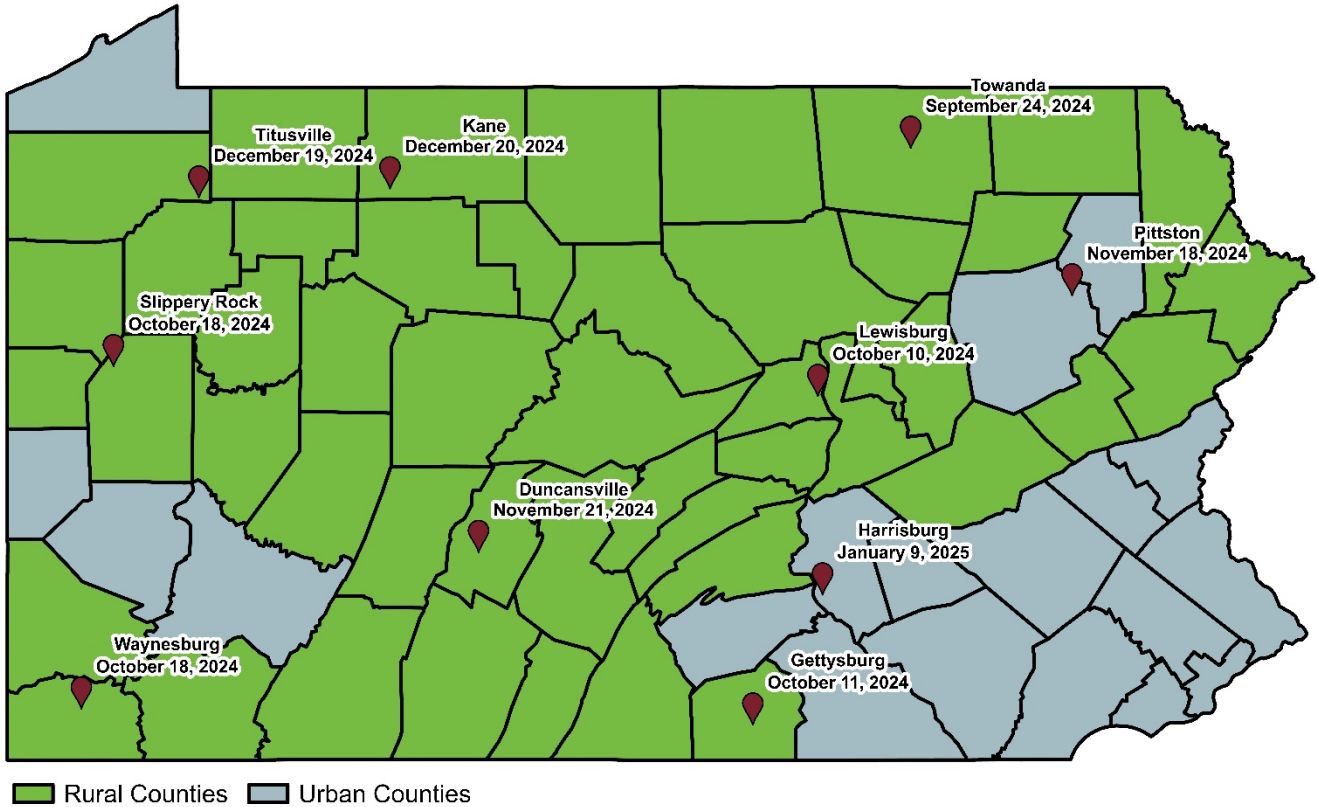 Towanda
September 24, 2024
Kane
December 20, 2024
Titusville
December 19, 2024
Pittston
November 18, 2024
Slippery Rock
October 18, 2024
Lewisburg
October 10, 2024
Duncansville
November 21, 2024
Harrisburg
January 9, 2025
Waynesburg
October 18, 2024
Gettysburg
October 11, 2024
Rural Counties
Urban Counties